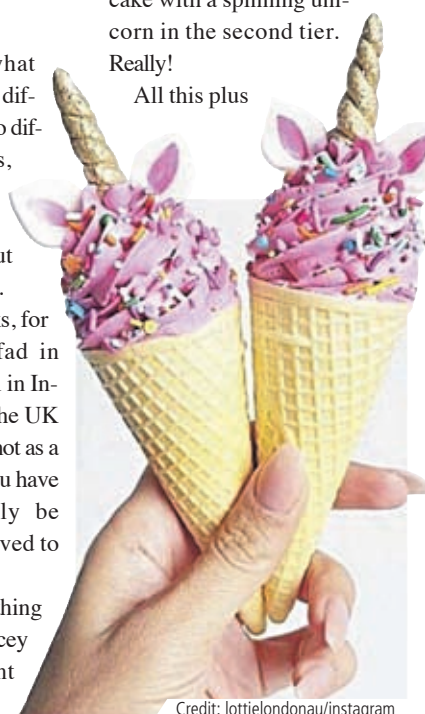 hat
dif-
o dif-
s,
ut
.
s, for
fad in
in In-
he UK
not as a
u have
ly be
ved to
hing
cey
nt
cake with a spinning uni-
corn in the second tier.
Really!
All this plus
Credit: lottielondonau/instagram